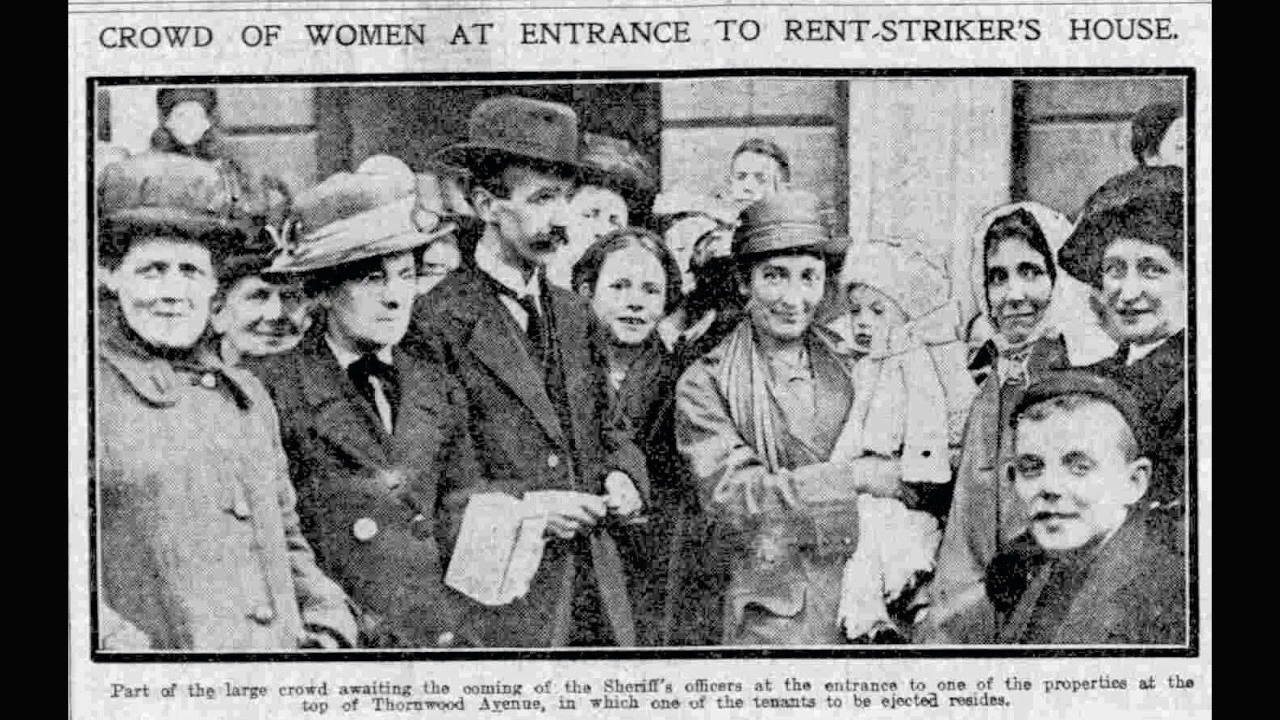 CROWD OF WOMEN AT ENTRANCE TO RENT-STRIKER'S HOUSE.
Part of the large crowd awaiting the coming of the Sheriff's officers at the entrance to one of the properties at the
top of Thornwood Avenue, in which one of the tenants to be ejected resides.